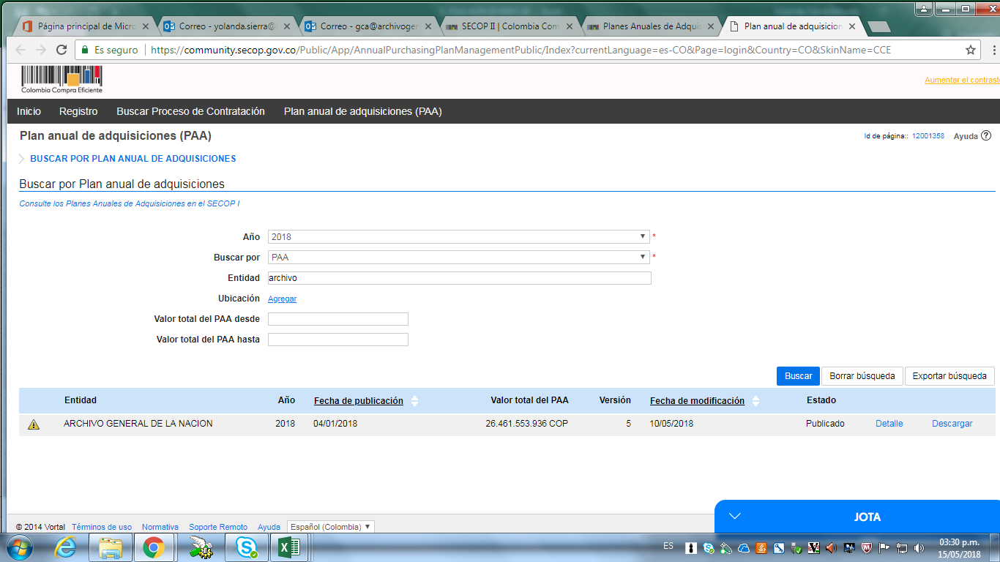 Página principal de Micro
Correo - yolanda.sierra@
Correo - gca@archivoge
SECOP II | Colombia Com
Planes Anuales de Adquis
Plan anual de adquisicion
Es seguro
https://community.secop.gov.co/Public/App/AnnualPurchasingPlanManagementPublic/Index?currentLanguage=es-CO&Page=login&Country=CO&SkinName=CCE
Colombia Compra Eficiente
Aumentar el contrast
Inicio Registro Buscar Proceso de Contratación Plan anual de adquisiciones (PAA)
Plan anual de adquisiciones (PAA)
Id de página:: 12001358 Ayuda ?
BUSCAR POR PLAN ANUAL DE ADQUISICIONES
Buscar por Plan anual de adquisiciones
Consulte los Planes Anuales de Adquisiciones en el SECOP I
Año 2018 *
Buscar por PAA *
Entidad archivo
Ubicación Agregar
Valor total del PAA desde
Valor total del PAA hasta
Buscar Borrar búsqueda Exportar búsqueda
Entidad Año Fecha de publicación Valor total del PAA Versión Fecha de modificación Estado
ARCHIVO GENERAL DE LA NACION 2018 04/01/2018 26.461.553.936 COP 5 10/05/2018 Publicado Detalle Descargar
JOTA
© 2014 Vortal Términos de uso Normativa Soporte Remoto Ayuda Español (Colombia)
ES
03:30 p.m.
15/05/2018